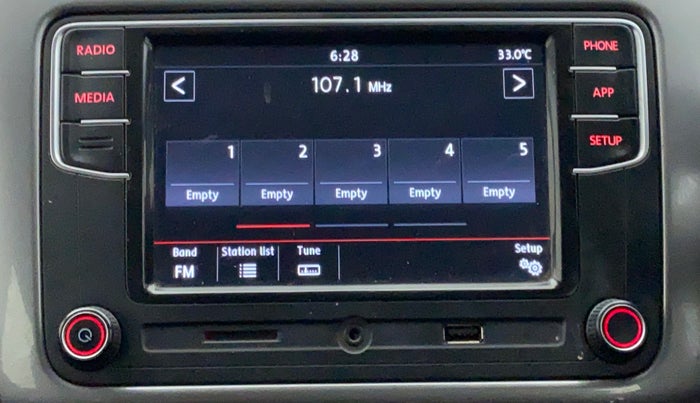 RADIO
MEDIA
6:28
33.0°C
107.1 MHz
<
>
1
2
3
4
5
Empty
Empty
Empty
Empty
Empty
Band
FM
Station list
Tune
Setup
PHONE
APP
SETUP